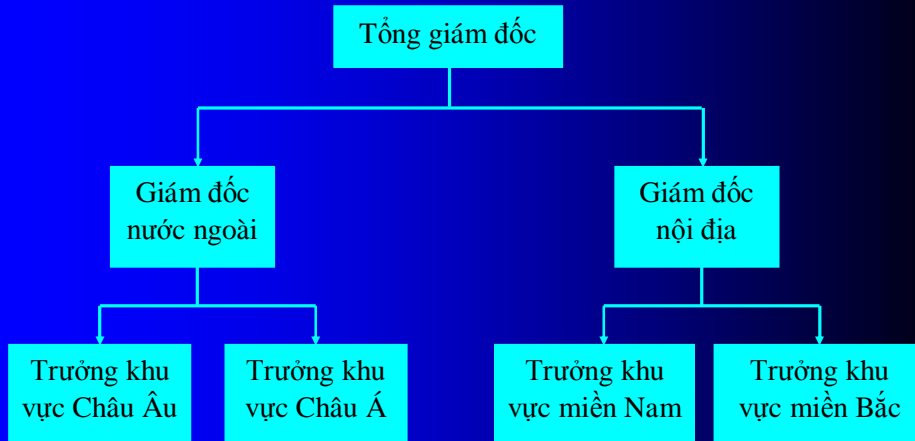 Tổng giám đốc
Giám đốc
nước ngoài
Giám đốc
nội địa
Trưởng khu
vực Châu Âu
Trưởng khu
vực Châu Á
Trưởng khu
vực miền Nam
Trưởng khu
vực miền Bắc